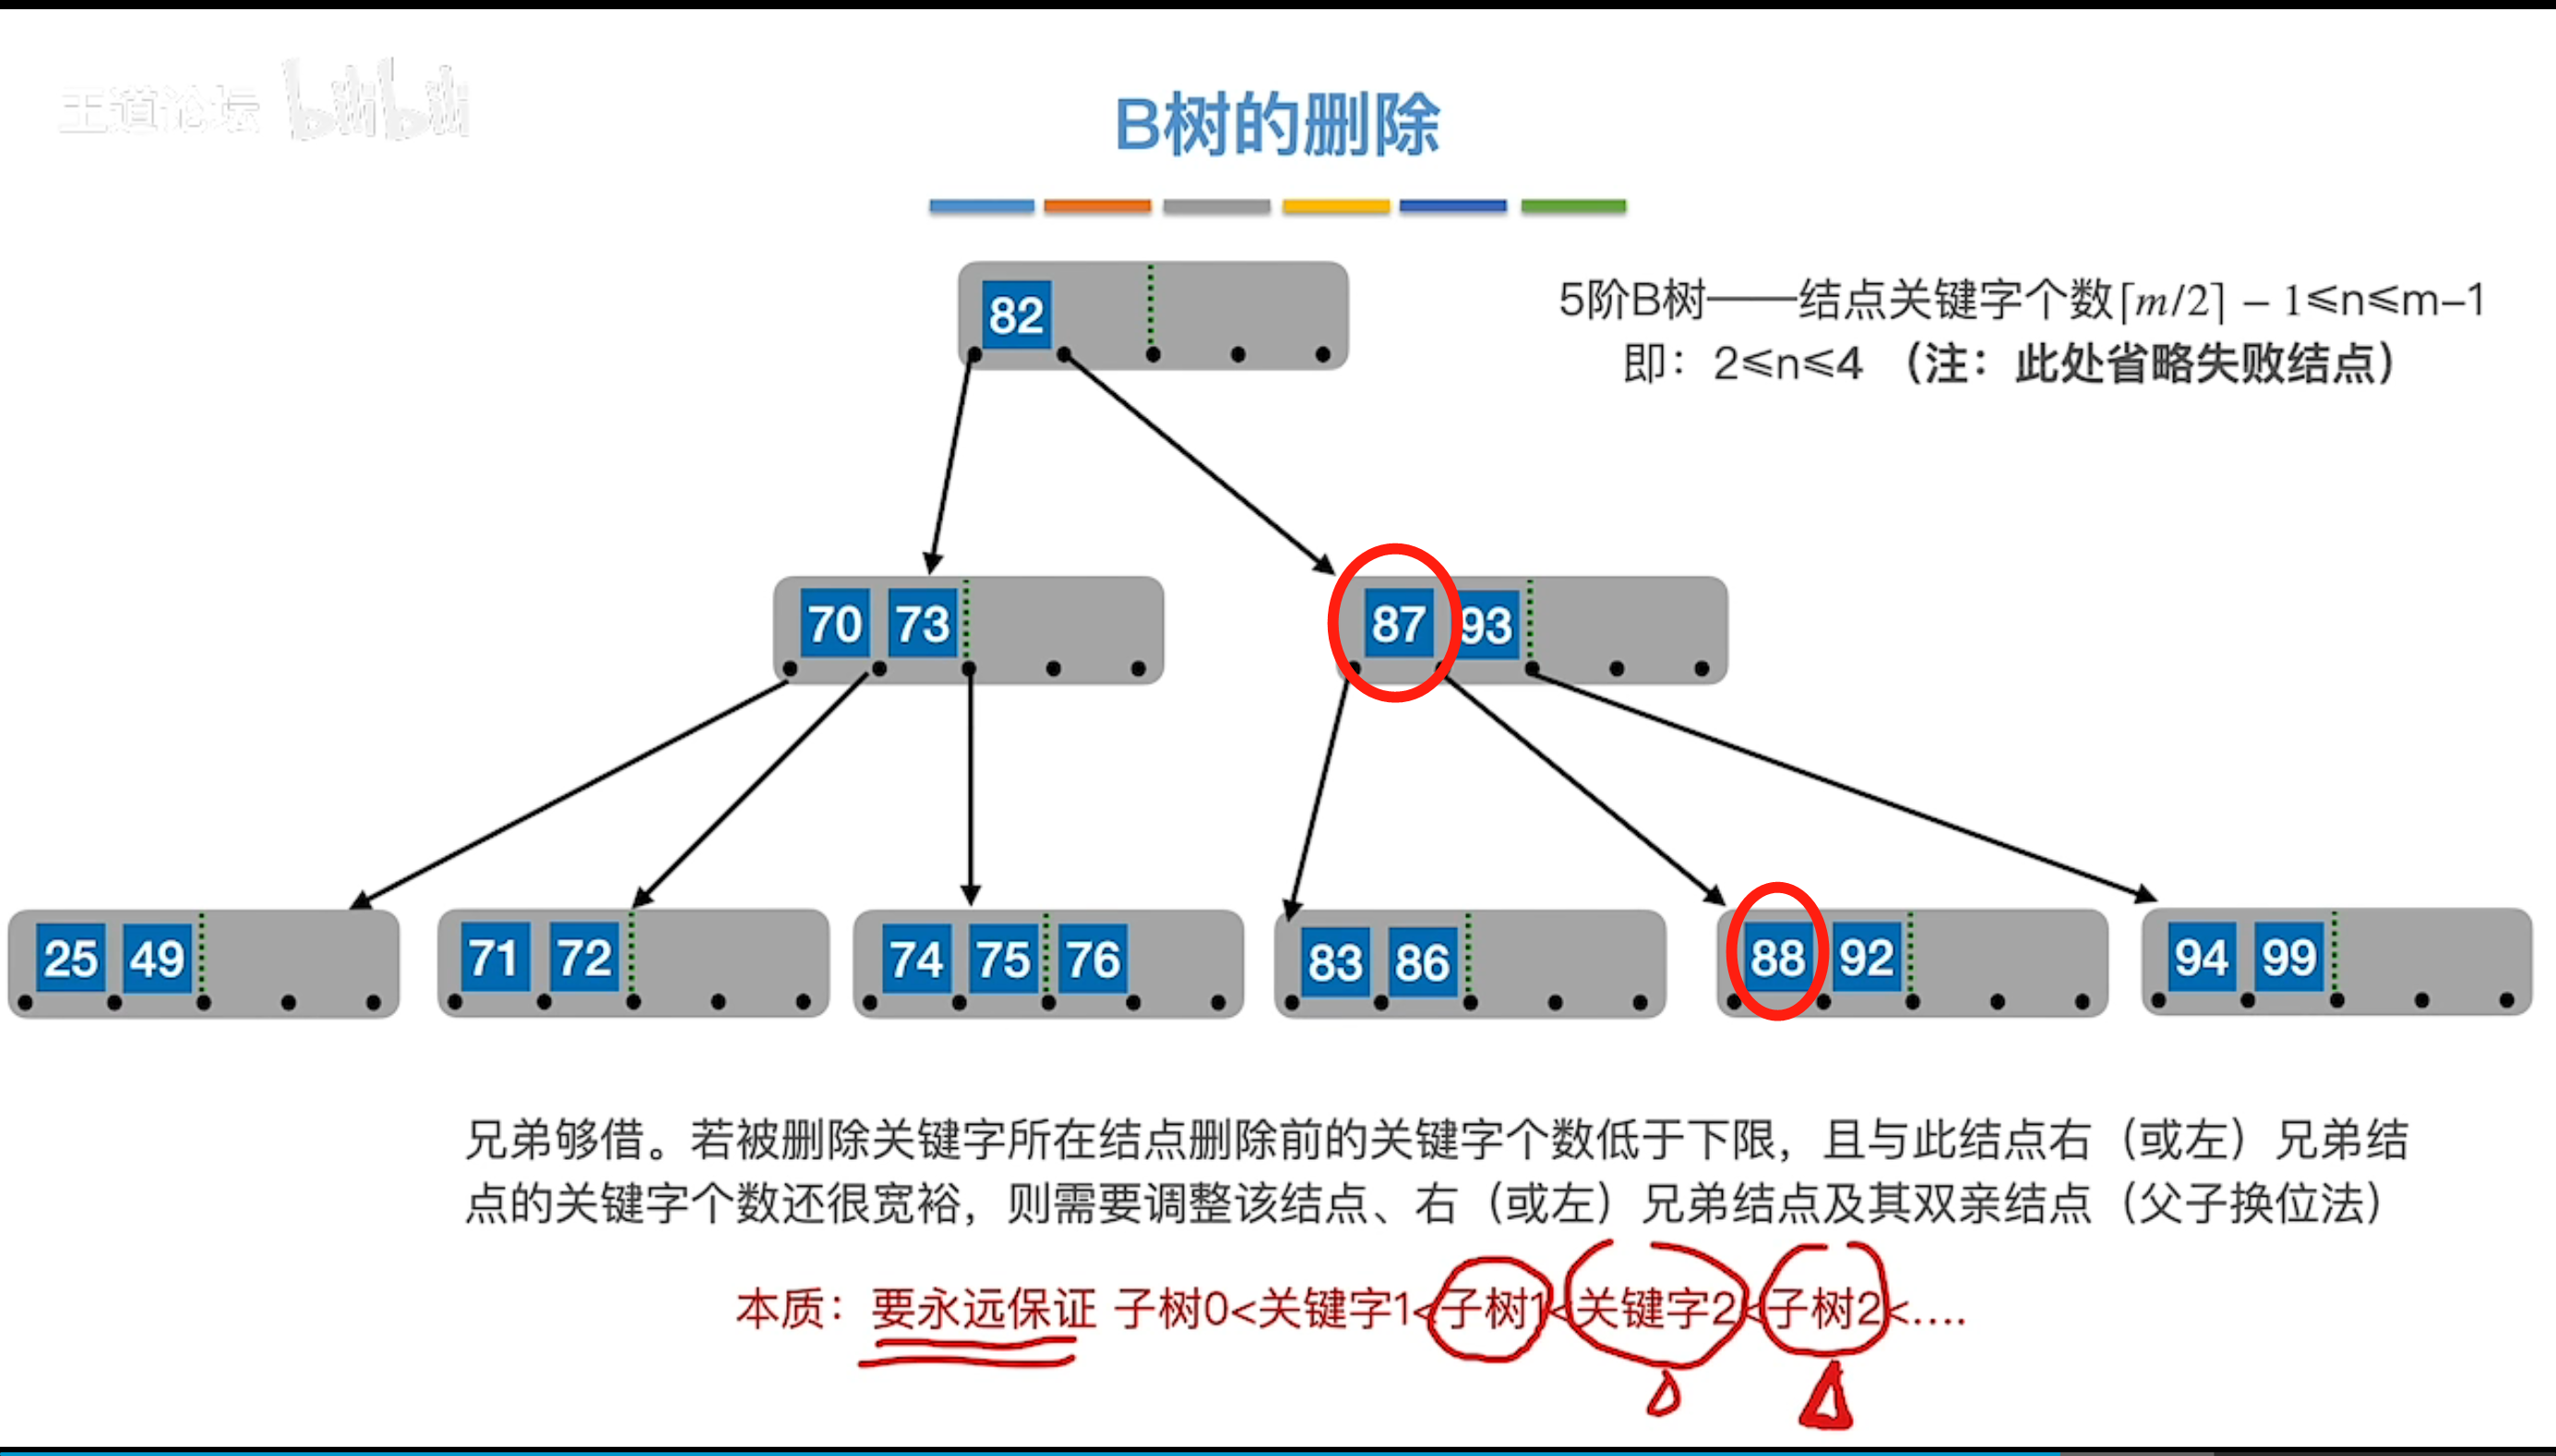 王道论坛 bilibili
B树的删除
82
5阶B树——结点关键字个数⌈m/2⌉ – 1≤n≤m–1
即：2≤n≤4（注：此处省略失败结点）
70 73
87 93
25 49
71 72
74 75 76
83 86
88 92
94 99
兄弟够借。若被删除关键字所在结点删除前的关键字个数低于下限，且与此结点右（或左）兄弟结
点的关键字个数还很宽裕，则需要调整该结点、右（或左）兄弟结点及其双亲结点（父子换位法）
本质：要永远保证 子树0<关键字1<子树1<关键字2<子树2<....